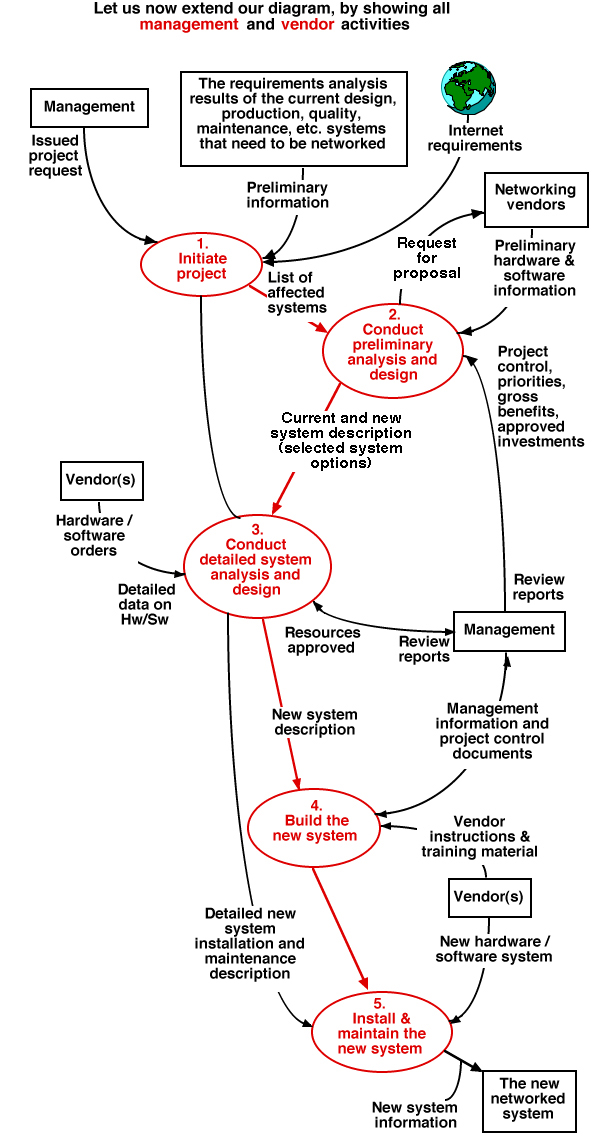 Let us now extend our diagram, by showing all
management and vendor activities
Management
The requirements analysis
results of the current design,
production, quality,
maintenance, etc. systems
that need to be networked
Internet
requirements
Issued
project
request
Preliminary
information
Networking
vendors
1.
Initiate
project
Request
for
proposal
Preliminary
hardware &
software
information
List of
affected
systems
2.
Conduct
preliminary
analysis and
design
Project
control,
priorities,
gross
benefits,
approved
investments
Current and new
system description
(selected system
options)
Vendor(s)
Hardware /
software
orders
3.
Conduct
detailed system
analysis and
design
Detailed
data on
Hw/Sw
Review
reports
Resources
approved
Review
reports
Management
New system
description
Management
information and
project control
documents
4.
Build the
new system
Vendor
instructions &
training material
Vendor(s)
Detailed new
system
installation and
maintenance
description
New hardware /
software system
5.
Install &
maintain the
new system
New system
information
The new
networked
system